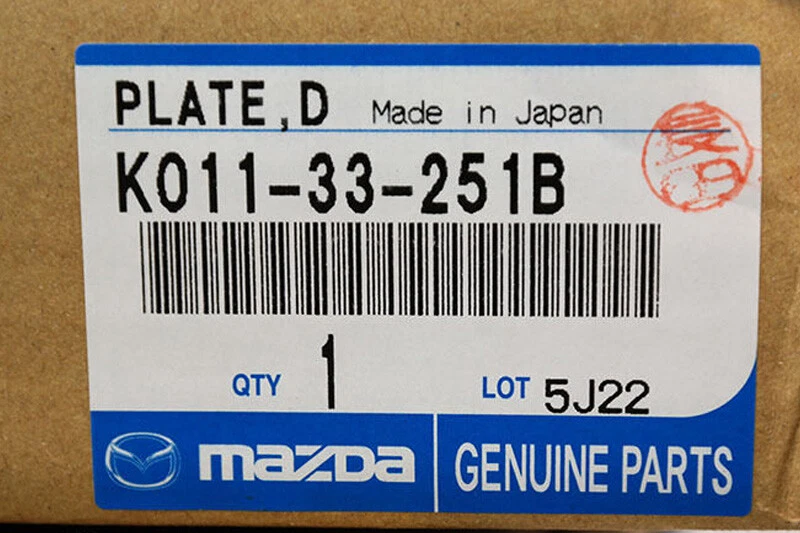 PLATE,D Made in Japan
K011-33-251B
QTY 1 LOT 5J22
mazda GENUINE PARTS